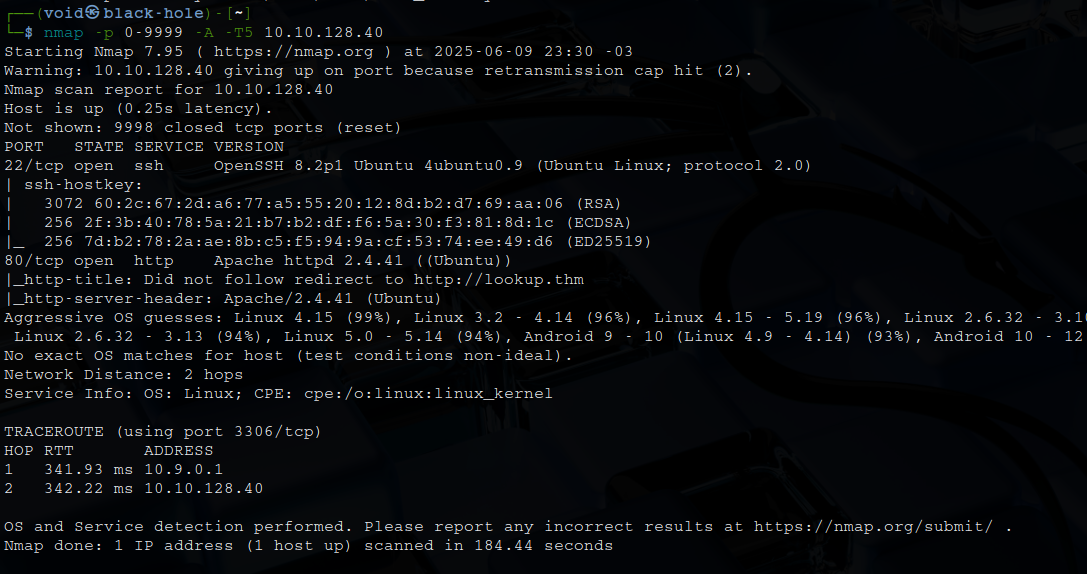 ┌──(void㉿black-hole)-[~]
└─$ nmap -p 0-9999 -A -T5 10.10.128.40
Starting Nmap 7.95 ( https://nmap.org ) at 2025-06-09 23:30 -03
Warning: 10.10.128.40 giving up on port because retransmission cap hit (2).
Nmap scan report for 10.10.128.40
Host is up (0.25s latency).
Not shown: 9998 closed tcp ports (reset)
PORT   STATE SERVICE VERSION
22/tcp open  ssh     OpenSSH 8.2p1 Ubuntu 4ubuntu0.9 (Ubuntu Linux; protocol 2.0)
| ssh-hostkey:
|   3072 60:2c:67:2d:a6:77:a5:55:20:12:8d:b2:d7:69:aa:06 (RSA)
|   256 2f:3b:40:78:5a:21:b7:b2:df:f6:5a:30:f3:81:8d:1c (ECDSA)
|_  256 7d:b2:78:2a:ae:8b:c5:f5:94:9a:cf:53:74:ee:49:d6 (ED25519)
80/tcp open  http    Apache httpd 2.4.41 ((Ubuntu))
|_http-title: Did not follow redirect to http://lookup.thm
|_http-server-header: Apache/2.4.41 (Ubuntu)
Aggressive OS guesses: Linux 4.15 (99%), Linux 3.2 - 4.14 (96%), Linux 4.15 - 5.19 (96%), Linux 2.6.32 - 3.10
Linux 2.6.32 - 3.13 (94%), Linux 5.0 - 5.14 (94%), Android 9 - 10 (Linux 4.9 - 4.14) (93%), Android 10 - 12
No exact OS matches for host (test conditions non-ideal).
Network Distance: 2 hops
Service Info: OS: Linux; CPE: cpe:/o:linux:linux_kernel
TRACEROUTE (using port 3306/tcp)
HOP RTT       ADDRESS
1   341.93 ms 10.9.0.1
2   342.22 ms 10.10.128.40
OS and Service detection performed. Please report any incorrect results at https://nmap.org/submit/ .
Nmap done: 1 IP address (1 host up) scanned in 184.44 seconds